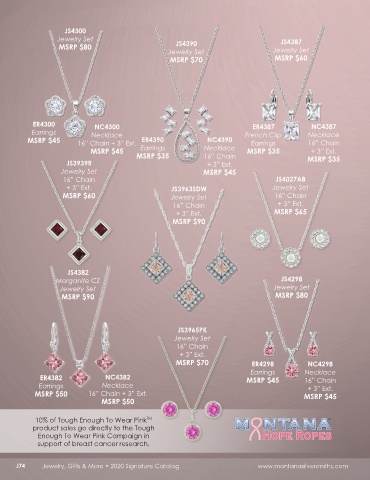 JS4300
Jewelry Set
MSRP $80
JS4390
Jewelry Set
MSRP $70
JS4387
Jewelry Set
MSRP $60
ER4300
Earrings
MSRP $45
NC4300
Necklace
16" Chain + 3" Ext.
MSRP $45
ER4390
Earrings
MSRP $35
NC4390
Necklace
16" Chain
+ 3" Ext.
MSRP $45
ER4387
French Clip
Earrings
MSRP $38
NC4387
Necklace
16" Chain
+ 3" Ext.
MSRP $35
JS3939R
Jewelry Set
16" Chain
+ 3" Ext.
MSRP $60
JS3963SDW
Jewelry Set
16" Chain
+ 3" Ext.
MSRP $90
JS4027AB
Jewelry Set
16" Chain
+ 3" Ext.
MSRP $65
JS4382
Morganite CZ
Jewelry Set
MSRP $90
JS4298
Jewelry Set
MSRP $80
JS3965PK
Jewelry Set
16" Chain
+ 3" Ext.
MSRP $70
ER4382
Earrings
MSRP $50
NC4382
Necklace
16" Chain + 3" Ext.
MSRP $50
ER4298
Earrings
MSRP $45
NC4298
Necklace
16" Chain
+ 3" Ext.
MSRP $45
10% of Tough Enough To Wear Pink™
product sales go directly to the Tough
Enough To Wear Pink Campaign in
support of breast cancer research.
MONTANA
HOPE ROPES
J74 Jewelry, Gifts & More • 2020 Signature Catalog www.montanasilversmiths.com